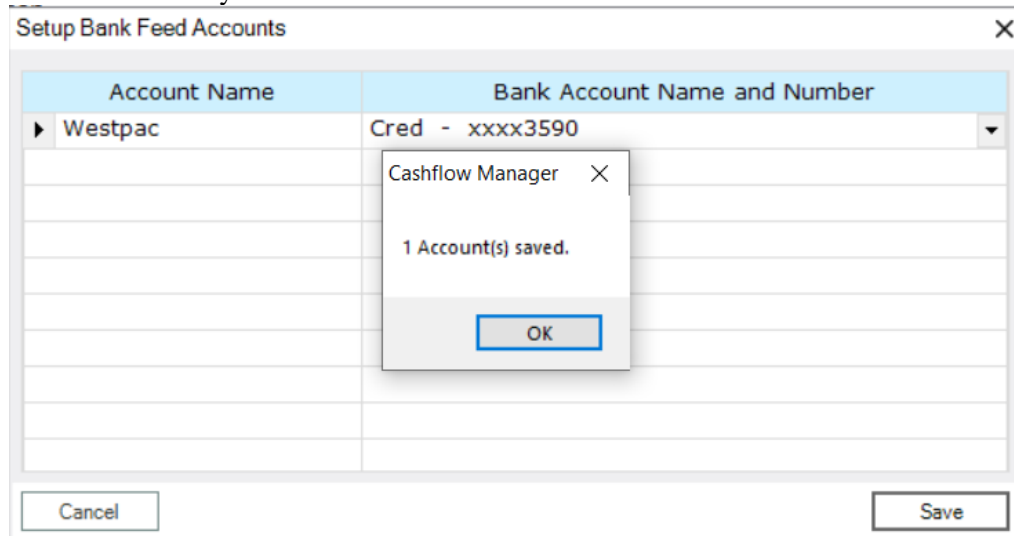 Setup Bank Feed Accounts
Account Name Bank Account Name and Number
Westpac Cred - xxxx3590
Cashflow Manager
1 Account(s) saved.
OK
Cancel Save